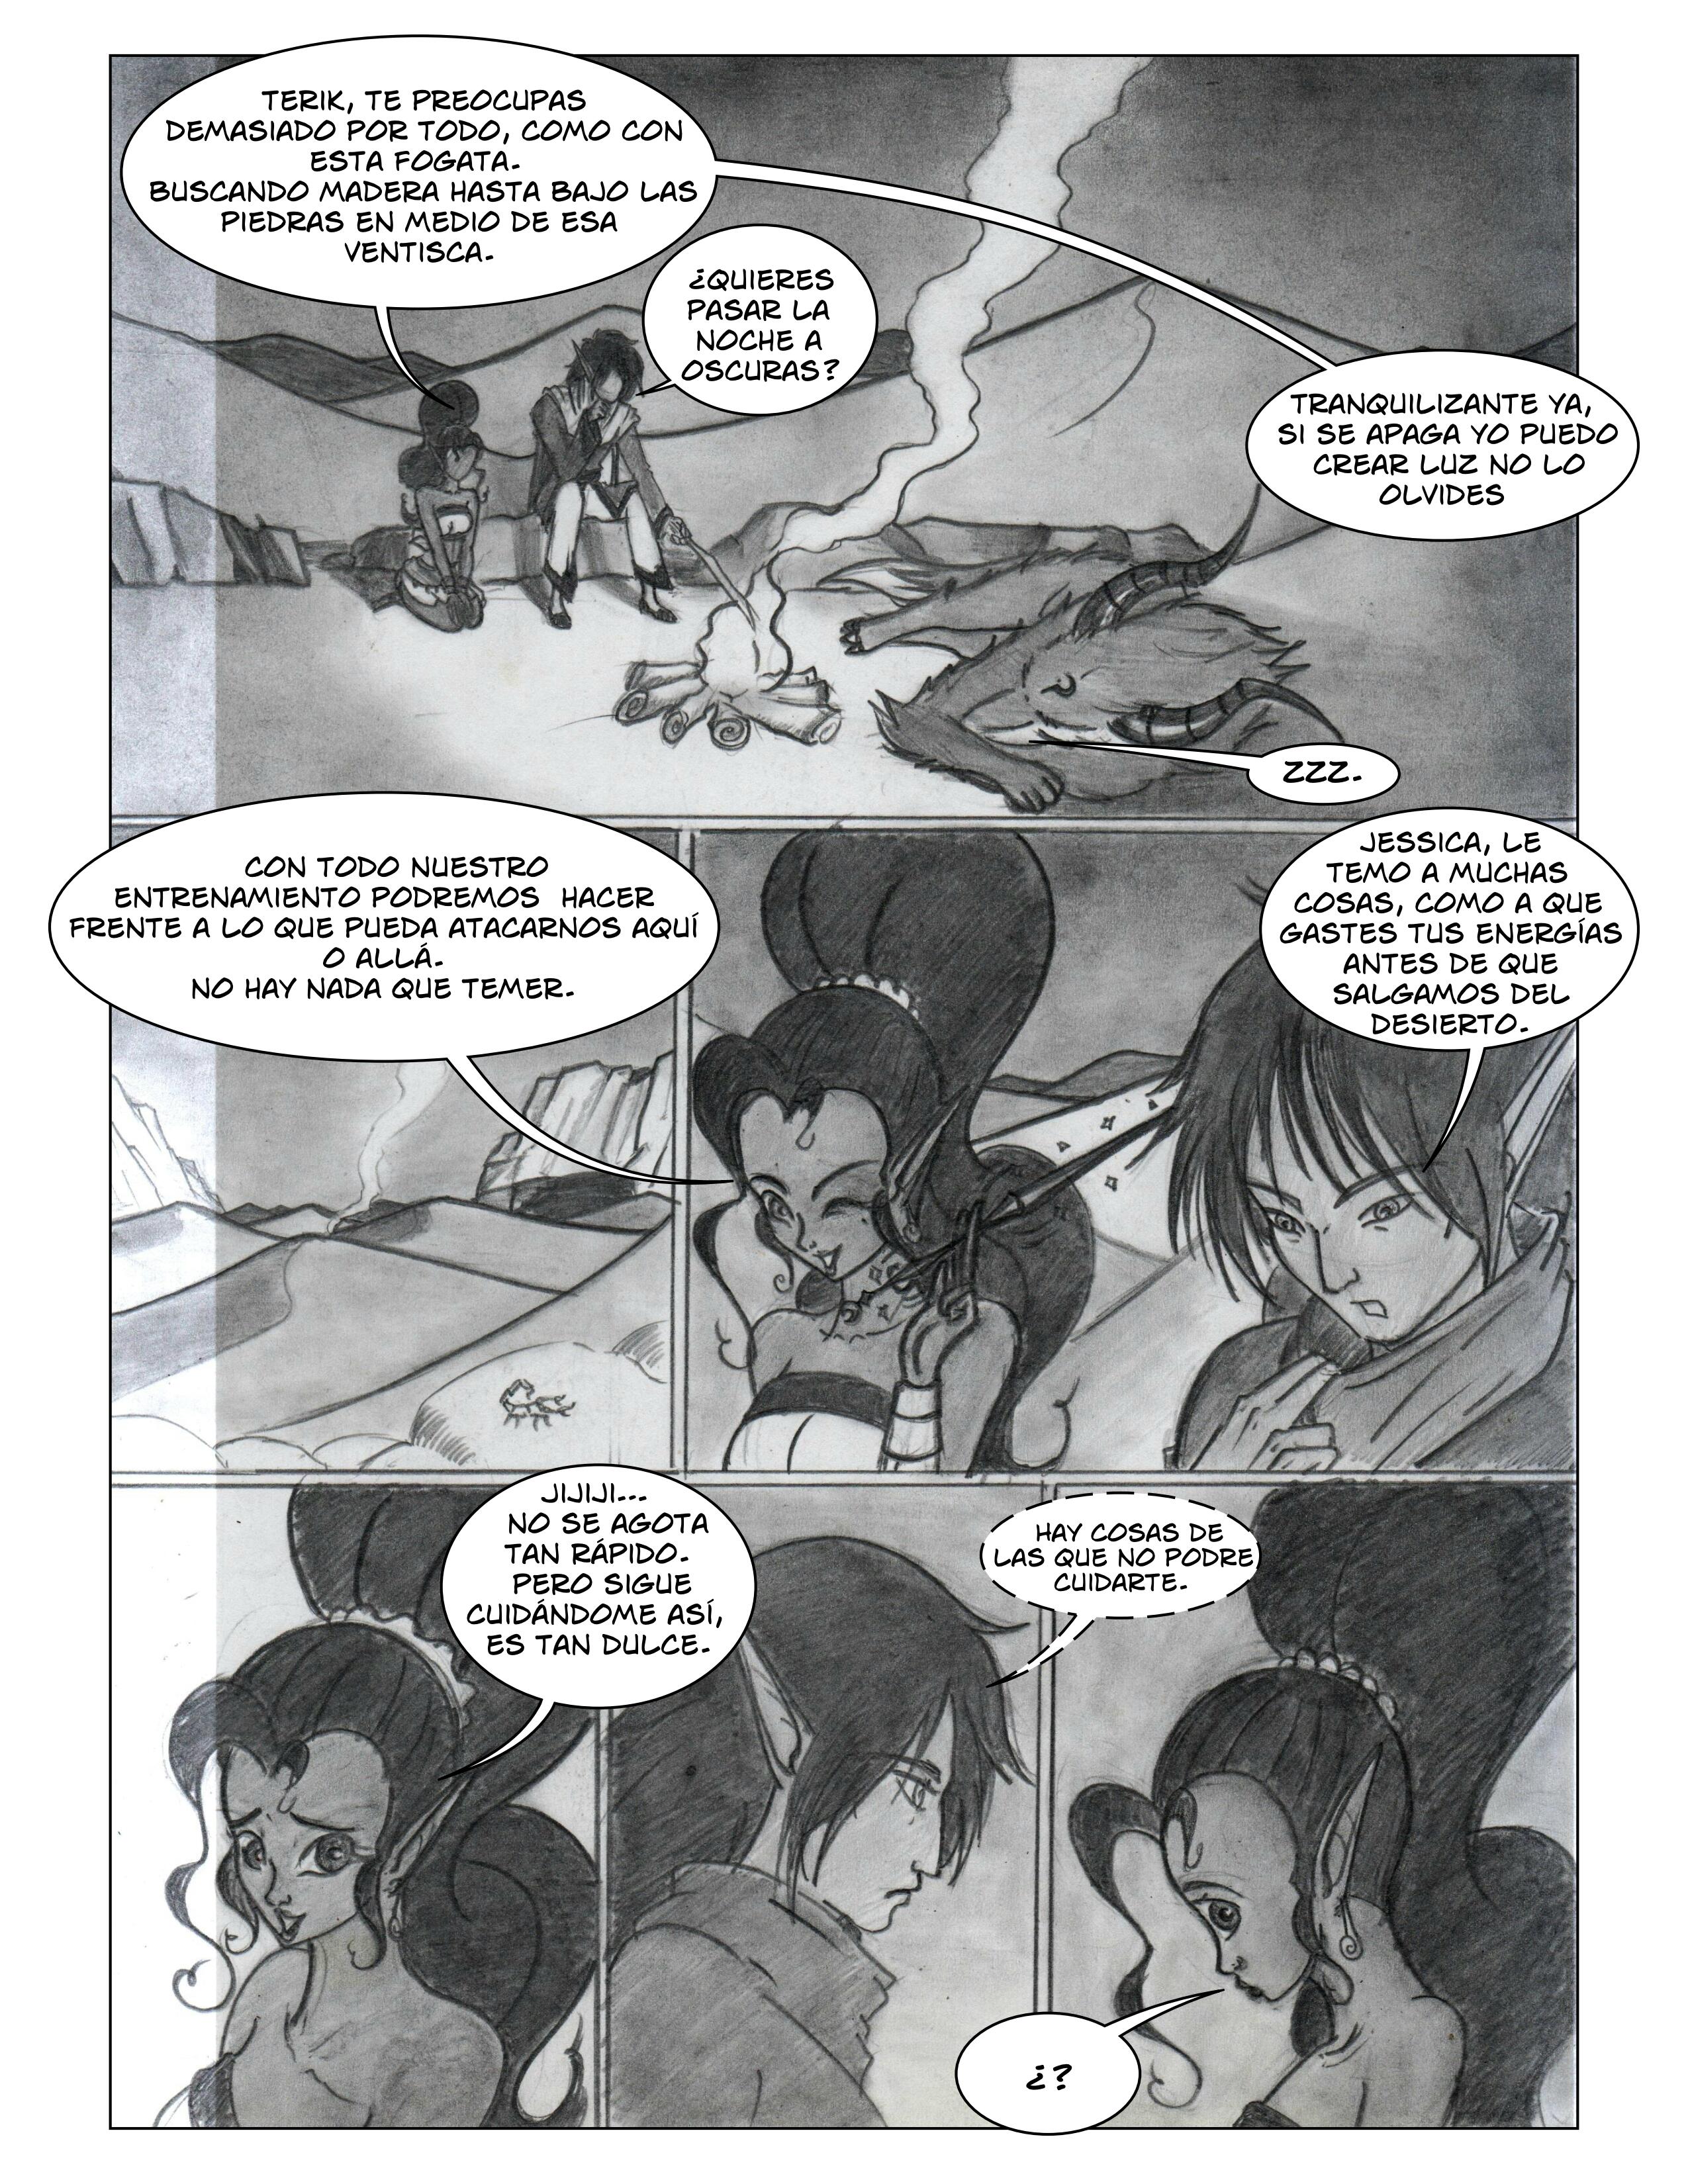 TERIK, TE PREOCUPAS
DEMASIADO POR TODO, COMO CON
ESTA FOGATA.
BUSCANDO MADERA HASTA BAJO LAS
PIEDRAS EN MEDIO DE ESA
VENTISCA.
¿QUIERES
PASAR LA
NOCHE A
OSCURAS?
TRANQUILIZANTE YA,
SI SE APAGA YO PUEDO
CREAR LUZ NO LO
OLVIDES
ZZZ.
CON TODO NUESTRO
ENTRENAMIENTO PODREMOS HACER
FRENTE A LO QUE PUEDA ATACARNOS AQUÍ
O ALLÁ.
NO HAY NADA QUE TEMER.
JESSICA, LE
TEMO A MUCHAS
COSAS, COMO A QUE
GASTES TUS ENERGÍAS
ANTES DE QUE
SALGAMOS DEL
DESIERTO.
JIJIJI...
NO SE AGOTA
TAN RÁPIDO.
PERO SIGUE
CUIDÁNDOME ASÍ,
ES TAN DULCE.
HAY COSAS DE
LAS QUE NO PODRE
CUIDARTE.
¿?